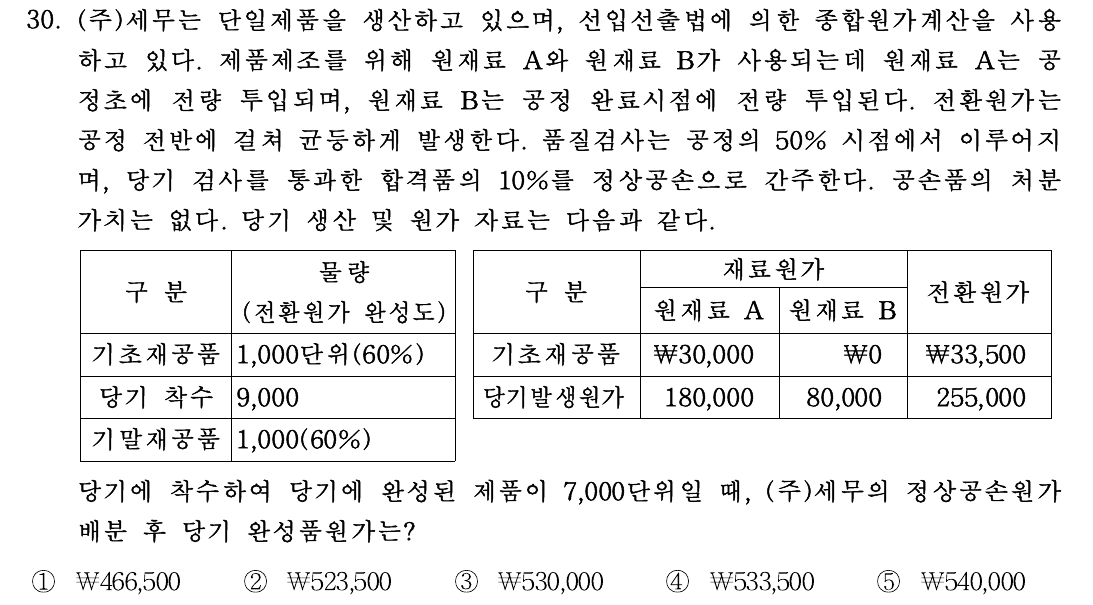 30. (주)세무는 단일제품을 생산하고 있으며, 선입선출법에 의한 종합원가계산을 사용
하고 있다. 제품제조를 위해 원재료 A와 원재료 B가 사용되는데 원재료 A는 공
정초에 전량 투입되며, 원재료 B는 공정 완료시점에 전량 투입된다. 전환원가는
공정 전반에 걸쳐 균등하게 발생한다. 품질검사는 공정의 50% 시점에서 이루어지
며, 당기 검사를 통과한 합격품의 10%를 정상공손으로 간주한다. 공손품의 처분
가치는 없다. 당기 생산 및 원가 자료는 다음과 같다.
구 분 물 량
(전환원가 완성도)
기초재공품 1,000단위(60%)
당기 착수 9,000
기말재공품 1,000(60%)
구 분 재료원가 전환원가
원재료 A 원재료 B
기초재공품 ₩30,000 ₩0 ₩33,500
당기발생원가 180,000 80,000 255,000
당기에 착수하여 당기에 완성된 제품이 7,000단위일 때, (주)세무의 정상공손원가
배분 후 당기 완성품원가는?
① ₩466,500 ② ₩523,500 ③ ₩530,000 ④ ₩533,500 ⑤ ₩540,000